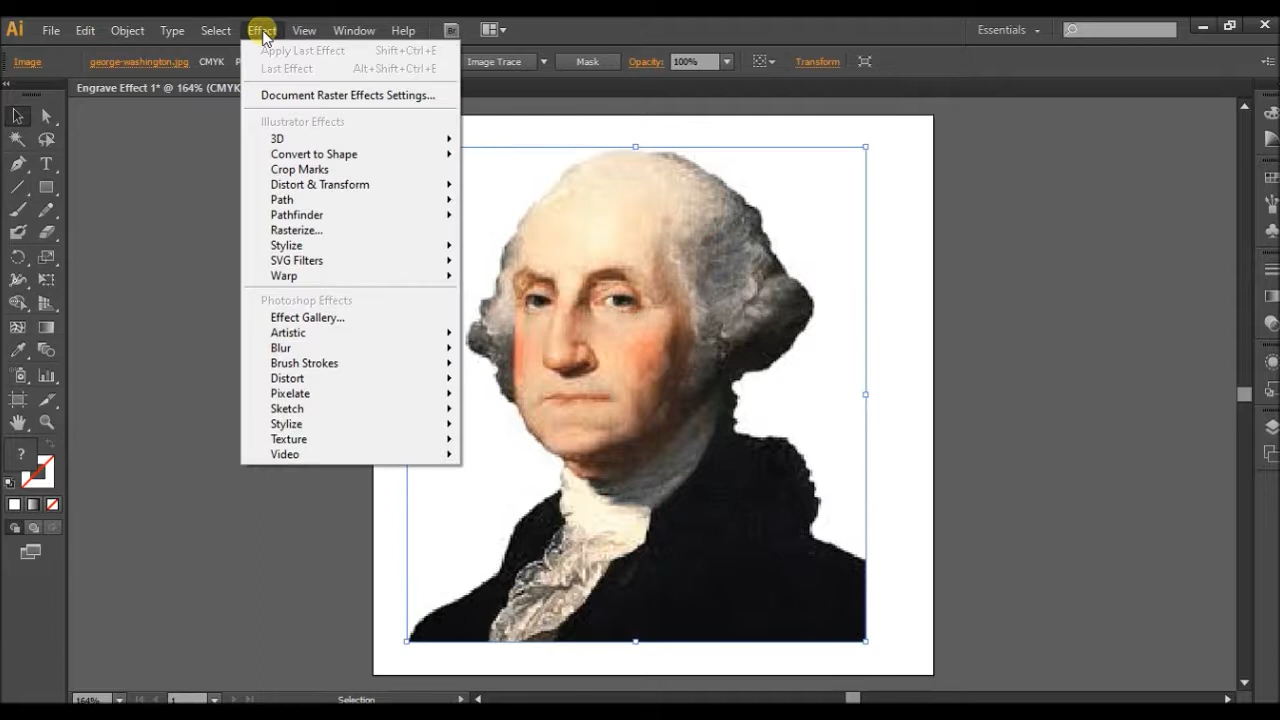 Ai File Edit Object Type Select Effect View Window Help Br Essentials
Image george-washington.jpg CMYK Image Trace Mask Opacity: 100% Transform
Engrave Effect 1* @ 164% (CMYK
Apply Last Effect Shift+Ctrl+E
Last Effect Alt+Shift+Ctrl+E
Document Raster Effects Settings...
Illustrator Effects
3D
Convert to Shape
Crop Marks
Distort & Transform
Path
Pathfinder
Rasterize...
Stylize
SVG Filters
Warp
Photoshop Effects
Effect Gallery...
Artistic
Blur
Brush Strokes
Distort
Pixelate
Sketch
Stylize
Texture
Video
?
164% 1 Selection